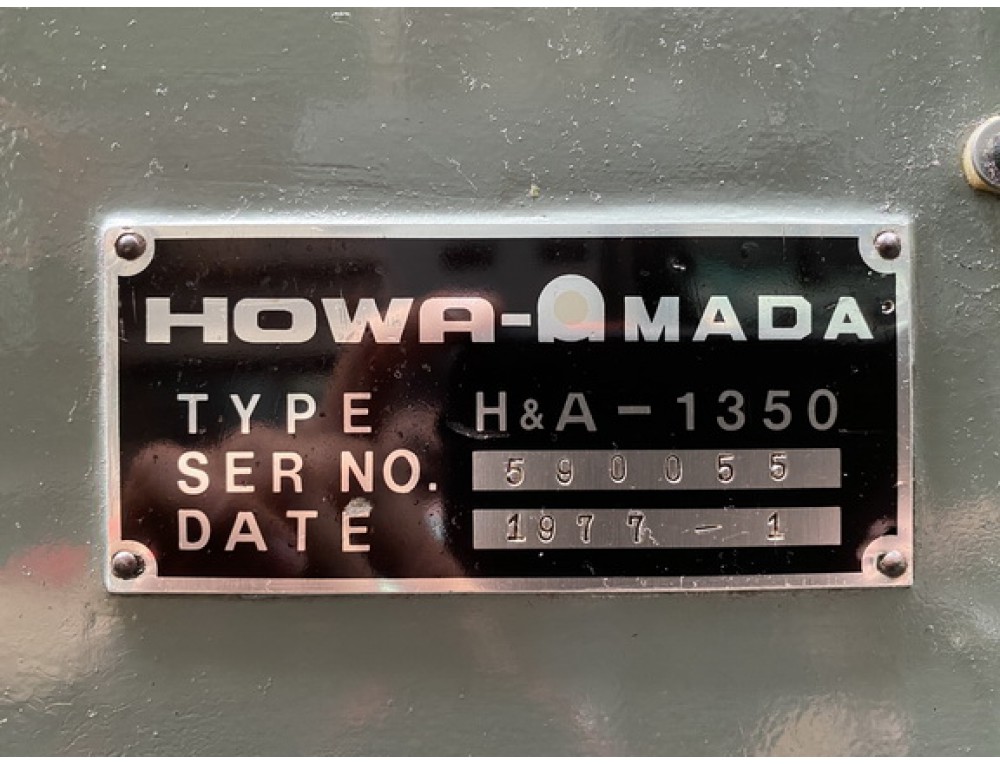 HOWA-AMADA
TYPE H&A-1350
SER NO. 590055
DATE 1977-1